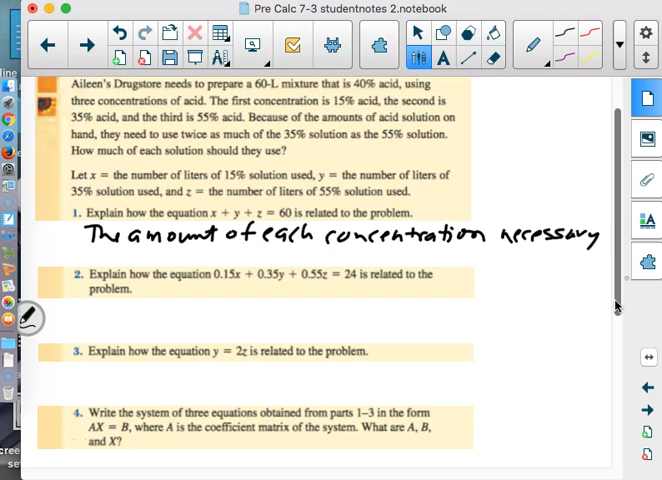 Pre Calc 7-3 studentnotes 2.notebook
Aileen's Drugstore needs to prepare a 60-L mixture that is 40% acid, using
three concentrations of acid. The first concentration is 15% acid, the second is
35% acid, and the third is 55% acid. Because of the amounts of acid solution on
hand, they need to use twice as much of the 35% solution as the 55% solution.
How much of each solution should they use?
Let x = the number of liters of 15% solution used, y = the number of liters of
35% solution used, and z = the number of liters of 55% solution used.
1. Explain how the equation x + y + z = 60 is related to the problem.
The amount of each concentration necessary
2. Explain how the equation 0.15x + 0.35y + 0.55z = 24 is related to the
problem.
3. Explain how the equation y = 2z is related to the problem.
4. Write the system of three equations obtained from parts 1–3 in the form
AX = B, where A is the coefficient matrix of the system. What are A, B,
and X?